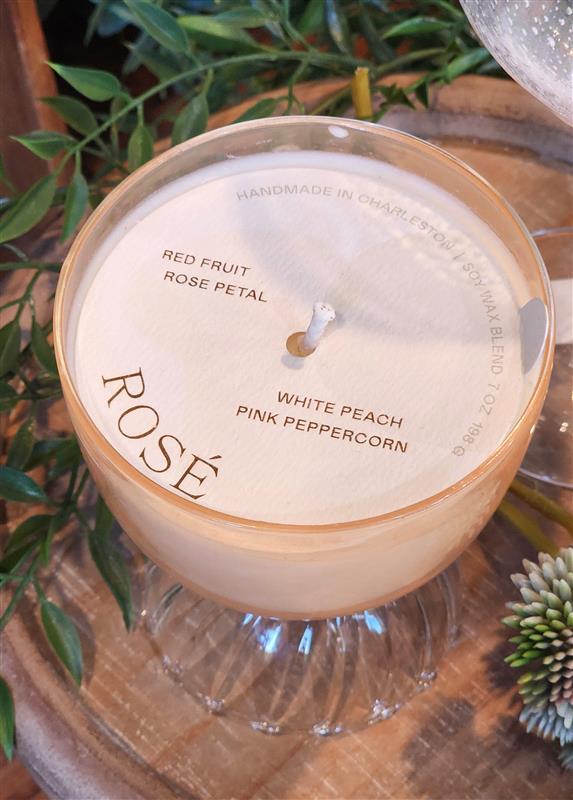 HANDMADE IN CHARLESTON | SOY WAX BLEND 7 OZ 198 G
RED FRUIT
ROSE PETAL
WHITE PEACH
PINK PEPPERCORN
ROSÉ